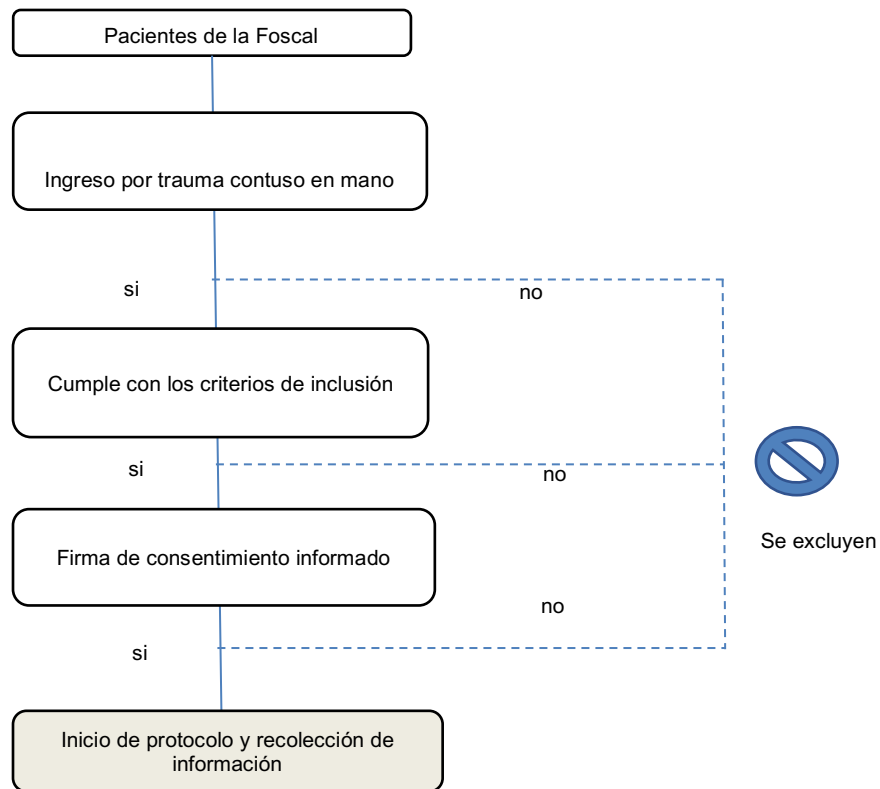 Pacientes de la Foscal
Ingreso por trauma contuso en mano
si
no
Cumple con los criterios de inclusión
si
no
Se excluyen
Firma de consentimiento informado
no
si
Inicio de protocolo y recolección de
información